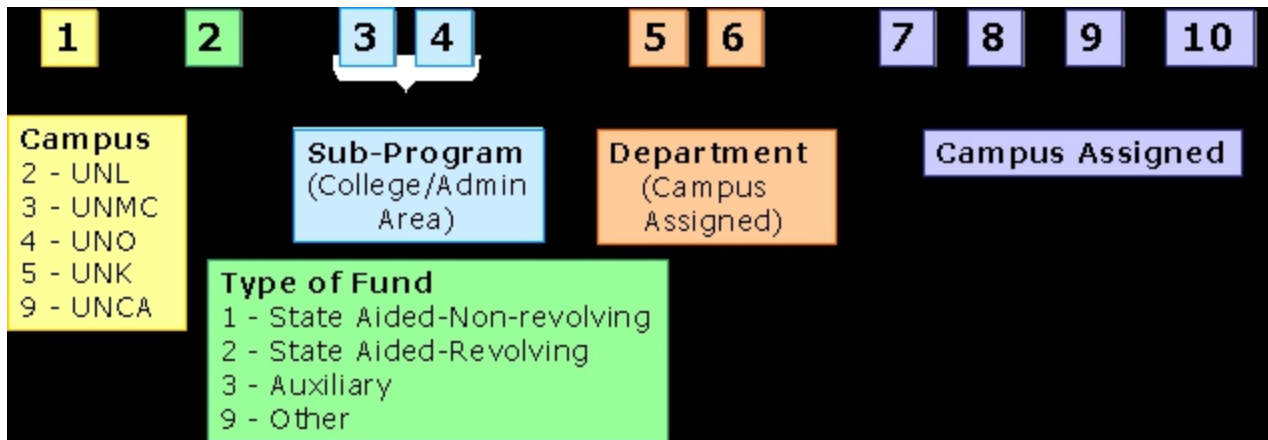 1 2 3 4 5 6 7 8 9 10
Campus
2 - UNL
3 - UNMC
4 - UNO
5 - UNK
9 - UNCA
Sub-Program
(College/Admin
Area)
Department
(Campus
Assigned)
Campus Assigned
Type of Fund
1 - State Aided-Non-revolving
2 - State Aided-Revolving
3 - Auxiliary
9 - Other